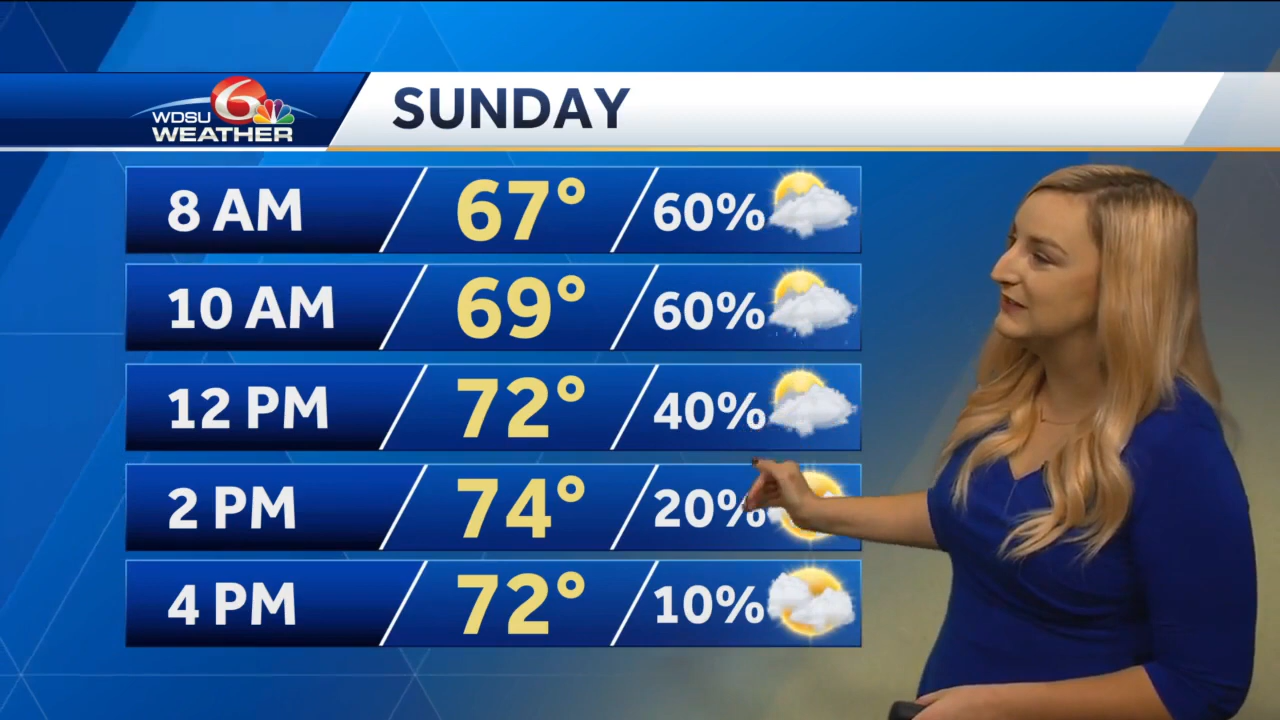 WDSU 6
WEATHER
SUNDAY
8 AM 67° 60%
10 AM 69° 60%
12 PM 72° 40%
2 PM 74° 20%
4 PM 72° 10%